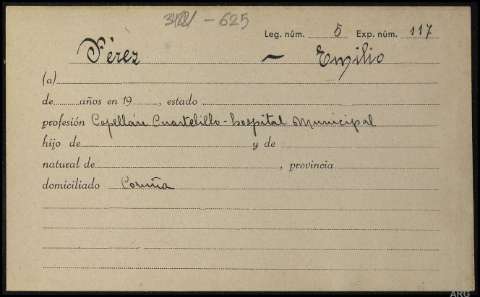 3428 - 625
Leg. núm. 5 Exp. núm. 117
Pérez - Emilio
(a)
de años en 19 , estado
profesión Capellán Cuartelillo - hospital Municipal
hijo de y de
natural de , provincia
domiciliado Coruña
ARG